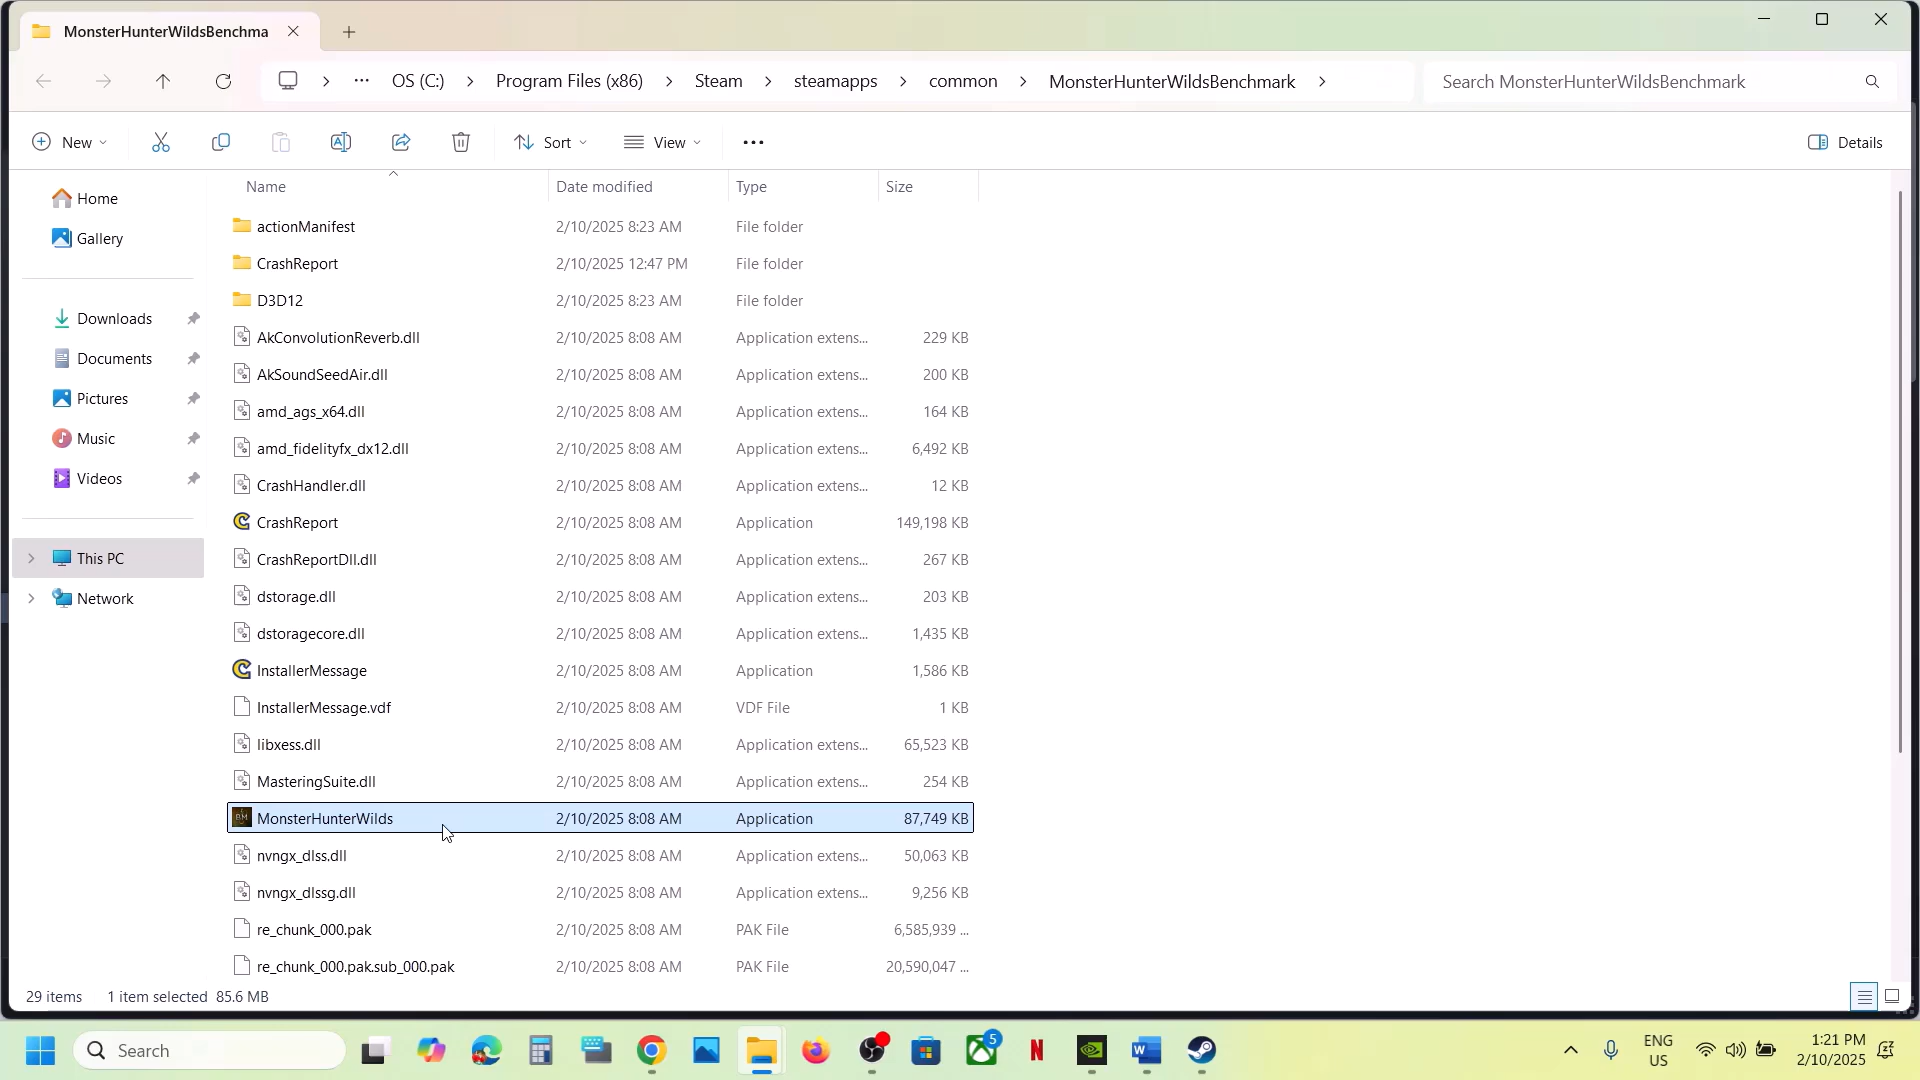 MonsterHunterWildsBenchma
OS (C:) Program Files (x86) Steam steamapps common MonsterHunterWildsBenchmark Search MonsterHunterWildsBenchmark
New Sort View Details
Name Date modified Type Size
Home
Gallery
Downloads
Documents
Pictures
Music
Videos
This PC
Network
actionManifest 2/10/2025 8:23 AM File folder
CrashReport 2/10/2025 12:47 PM File folder
D3D12 2/10/2025 8:23 AM File folder
AkConvolutionReverb.dll 2/10/2025 8:08 AM Application extens... 229 KB
AkSoundSeedAir.dll 2/10/2025 8:08 AM Application extens... 200 KB
amd_ags_x64.dll 2/10/2025 8:08 AM Application extens... 164 KB
amd_fidelityfx_dx12.dll 2/10/2025 8:08 AM Application extens... 6,492 KB
CrashHandler.dll 2/10/2025 8:08 AM Application extens... 12 KB
CrashReport 2/10/2025 8:08 AM Application 149,198 KB
CrashReportDll.dll 2/10/2025 8:08 AM Application extens... 267 KB
dstorage.dll 2/10/2025 8:08 AM Application extens... 203 KB
dstoragecore.dll 2/10/2025 8:08 AM Application extens... 1,435 KB
InstallerMessage 2/10/2025 8:08 AM Application 1,586 KB
InstallerMessage.vdf 2/10/2025 8:08 AM VDF File 1 KB
libxess.dll 2/10/2025 8:08 AM Application extens... 65,523 KB
MasteringSuite.dll 2/10/2025 8:08 AM Application extens... 254 KB
MonsterHunterWilds 2/10/2025 8:08 AM Application 87,749 KB
nvngx_dlss.dll 2/10/2025 8:08 AM Application extens... 50,063 KB
nvngx_dlssg.dll 2/10/2025 8:08 AM Application extens... 9,256 KB
re_chunk_000.pak 2/10/2025 8:08 AM PAK File 6,585,939 ...
re_chunk_000.pak.sub_000.pak 2/10/2025 8:08 AM PAK File 20,590,047 ...
29 items 1 item selected 85.6 MB
Search
5
ENG
US
1:21 PM
2/10/2025